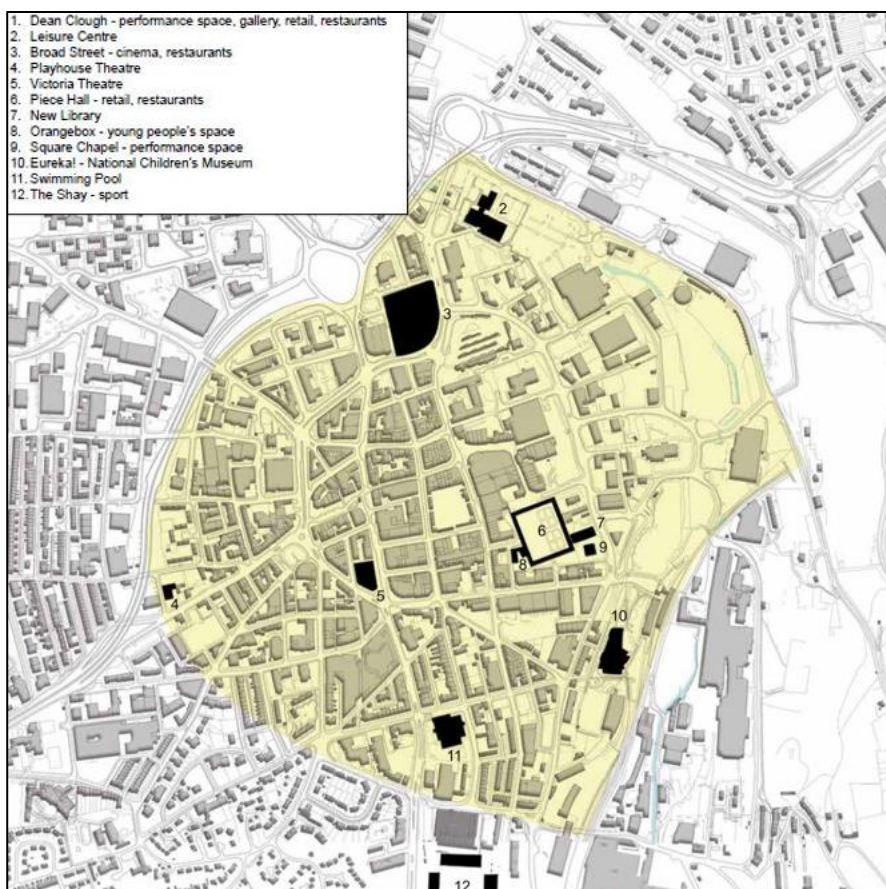 1. Dean Clough - performance space, gallery, retail, restaurants
2. Leisure Centre
3. Broad Street - cinema, restaurants
4. Playhouse Theatre
5. Victoria Theatre
6. Piece Hall - retail, restaurants
7. New Library
8. Orangebox - young people's space
9. Square Chapel - performance space
10. Eureka! - National Children's Museum
11. Swimming Pool
12. The Shay - sport
2
3
6
7
9
8
4
5
10
11
12